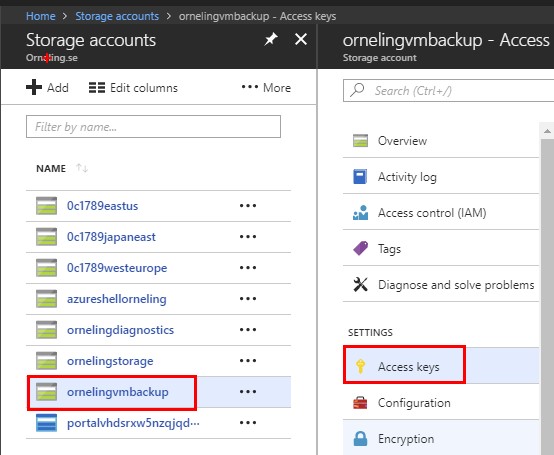 Home > Storage accounts > ornelingvmbackup - Access keys
Storage accounts
Orneling.se
Add
Edit columns
More
Filter by name...
NAME
0c1789eastus
0c1789japaneast
0c1789westeurope
azureshellorneling
ornelingdiagnostics
ornelingstorage
ornelingvmbackup
portalvhdsrxw5nzqjqd···
ornelingvmbackup - Access
Storage account
Search (Ctrl+/)
Overview
Activity log
Access control (IAM)
Tags
Diagnose and solve problems
SETTINGS
Access keys
Configuration
Encryption